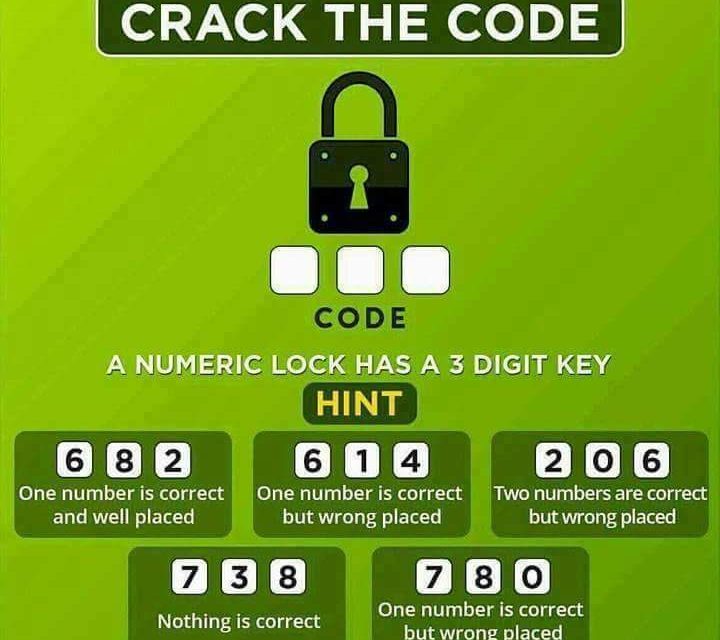 CRACK THE CODE
CODE
A NUMERIC LOCK HAS A 3 DIGIT KEY
HINT
6 8 2
One number is correct
and well placed
6 1 4
One number is correct
but wrong placed
2 0 6
Two numbers are correct
but wrong placed
7 3 8
Nothing is correct
7 8 0
One number is correct
but wrong placed